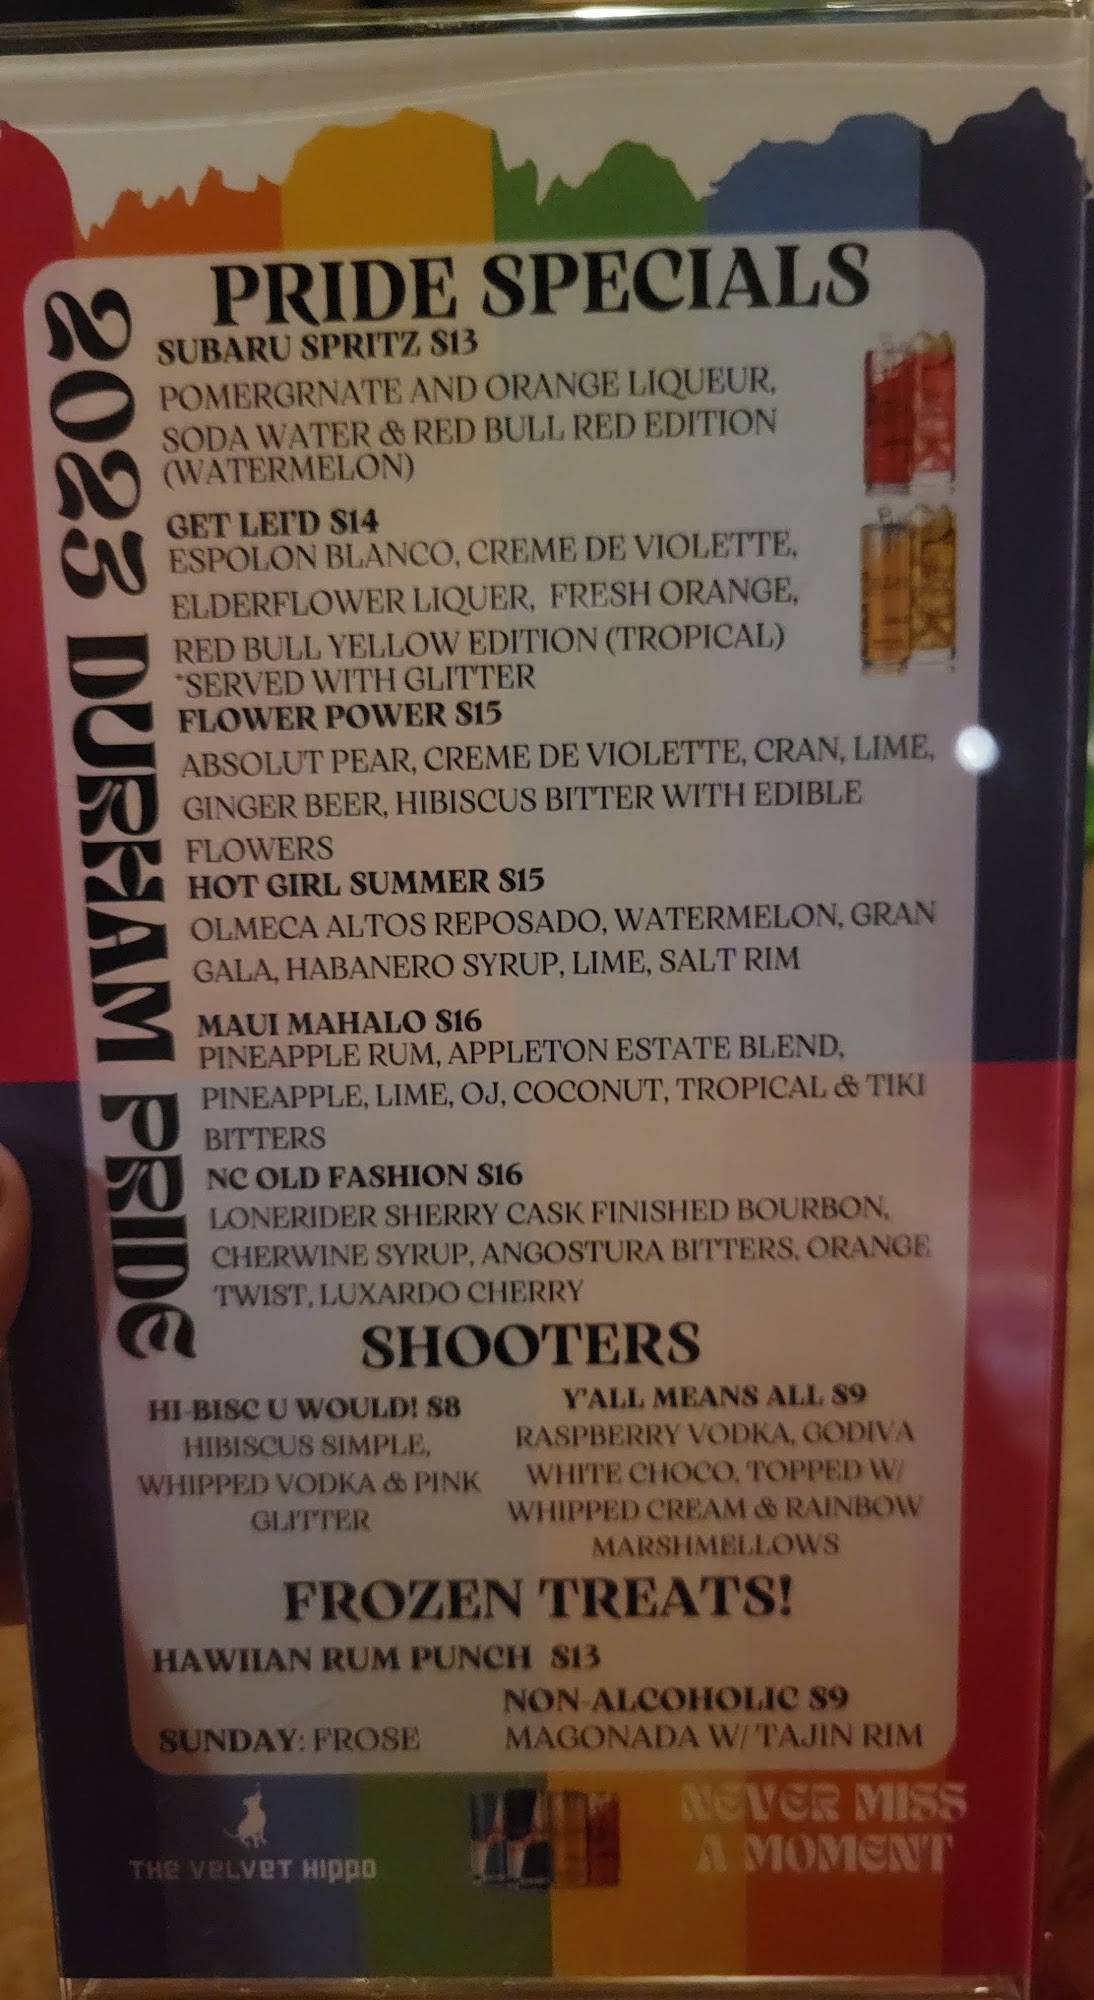 PRIDE SPECIALS
2023 DURHAM PRIDE
SUBARU SPRITZ $13
POMERGRNATE AND ORANGE LIQUEUR,
SODA WATER & RED BULL RED EDITION
(WATERMELON)
GET LEI'D $14
ESPOLON BLANCO, CREME DE VIOLETTE,
ELDERFLOWER LIQUER, FRESH ORANGE,
RED BULL YELLOW EDITION (TROPICAL)
*SERVED WITH GLITTER
FLOWER POWER $15
ABSOLUT PEAR, CREME DE VIOLETTE, CRAN, LIME,
GINGER BEER, HIBISCUS BITTER WITH EDIBLE
FLOWERS
HOT GIRL SUMMER $15
OLMECA ALTOS REPOSADO, WATERMELON, GRAN
GALA, HABANERO SYRUP, LIME, SALT RIM
MAUI MAHALO $16
PINEAPPLE RUM, APPLETON ESTATE BLEND,
PINEAPPLE, LIME, OJ, COCONUT, TROPICAL & TIKI
BITTERS
NC OLD FASHION $16
LONERIDER SHERRY CASK FINISHED BOURBON,
CHERWINE SYRUP, ANGOSTURA BITTERS, ORANGE
TWIST, LUXARDO CHERRY
SHOOTERS
HI-BISC U WOULD! $8
HIBISCUS SIMPLE,
WHIPPED VODKA & PINK
GLITTER
Y'ALL MEANS ALL $9
RASPBERRY VODKA, GODIVA
WHITE CHOCO, TOPPED W/
WHIPPED CREAM & RAINBOW
MARSHMELLOWS
FROZEN TREATS!
HAWIIAN RUM PUNCH $13
NON-ALCOHOLIC $9
SUNDAY: FROSE
MAGONADA W/ TAJIN RIM
THE VELVET HIPPO
NEVER MISS
A MOMENT